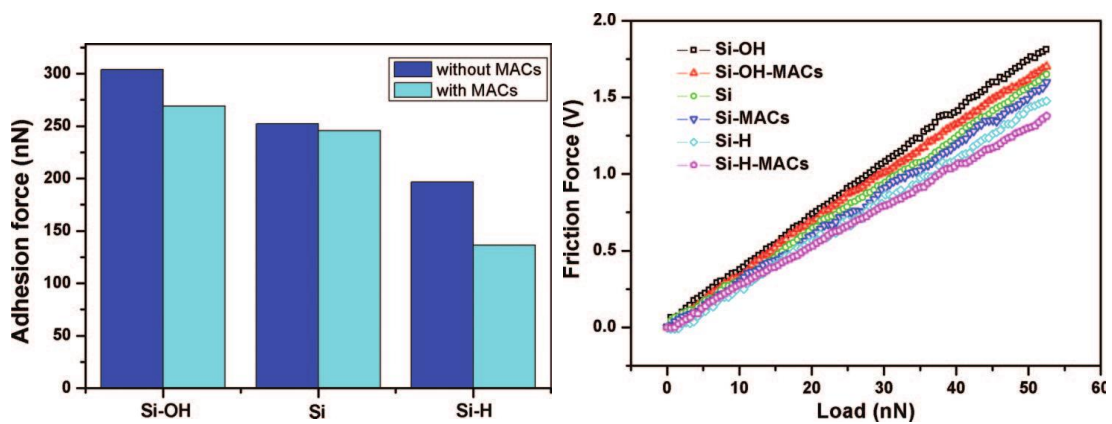 Adhesion force (nN)
300
250
200
150
100
50
0
without MACs
with MACs
Si-OH
Si
Si-H
Friction Force (V)
2.0
1.5
1.0
0.5
0.0
Si-OH
Si-OH-MACs
Si
Si-MACs
Si-H
Si-H-MACs
0
10
20
30
40
50
60
Load (nN)